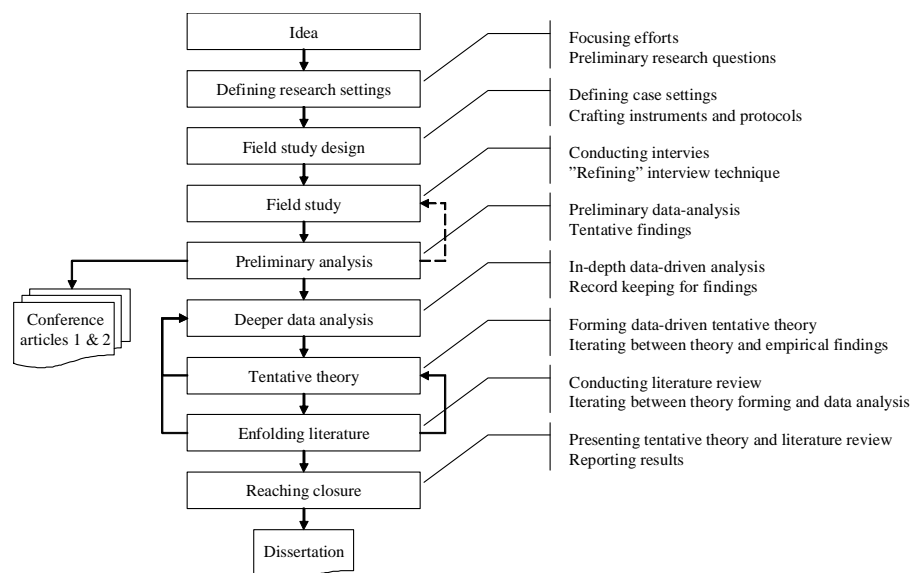 Idea
Focusing efforts
Preliminary research questions
Defining research settings
Defining case settings
Crafting instruments and protocols
Field study design
Conducting intervies
”Refining” interview technique
Field study
Preliminary data-analysis
Tentative findings
Preliminary analysis
In-depth data-driven analysis
Record keeping for findings
Conference
articles 1 & 2
Deeper data analysis
Forming data-driven tentative theory
Iterating between theory and empirical findings
Tentative theory
Conducting literature review
Iterating between theory forming and data analysis
Enfolding literature
Presenting tentative theory and literature review
Reporting results
Reaching closure
Dissertation